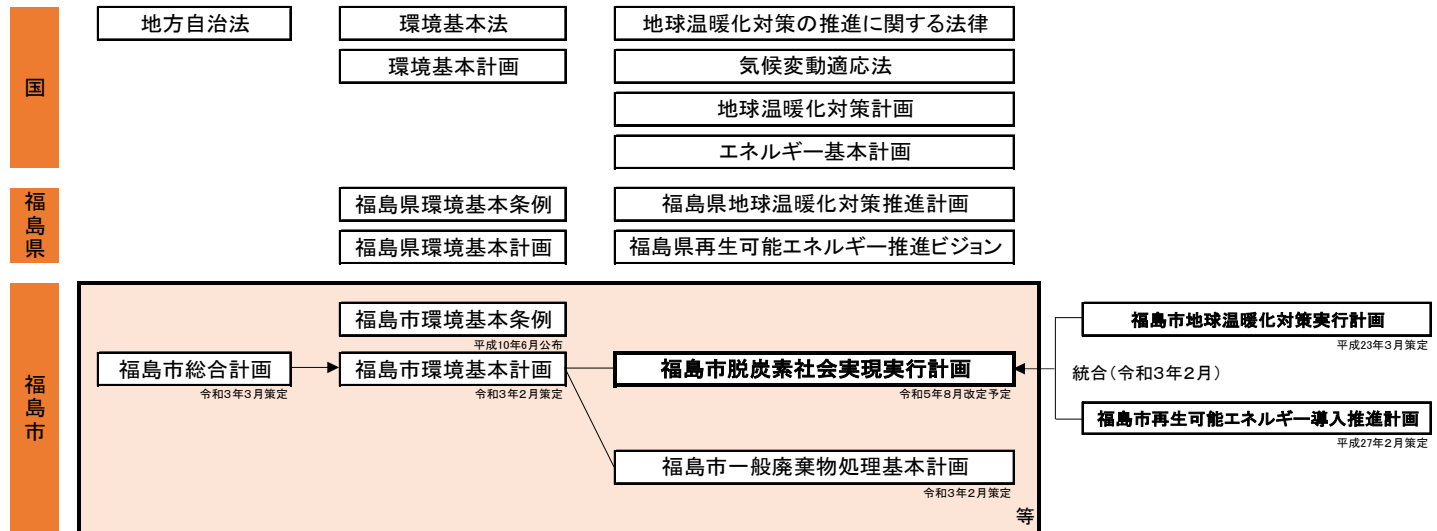 国
地方自治法
環境基本法
地球温暖化対策の推進に関する法律
環境基本計画
気候変動適応法
地球温暖化対策計画
エネルギー基本計画
福島県
福島県環境基本条例
福島県地球温暖化対策推進計画
福島県環境基本計画
福島県再生可能エネルギー推進ビジョン
福島市
福島市環境基本条例
平成10年6月公布
福島市総合計画
令和3年3月策定
福島市環境基本計画
令和3年2月策定
福島市脱炭素社会実現実行計画
令和5年8月改定予定
福島市一般廃棄物処理基本計画
令和3年2月策定
等
福島市地球温暖化対策実行計画
平成23年3月策定
統合(令和3年2月)
福島市再生可能エネルギー導入推進計画
平成27年2月策定